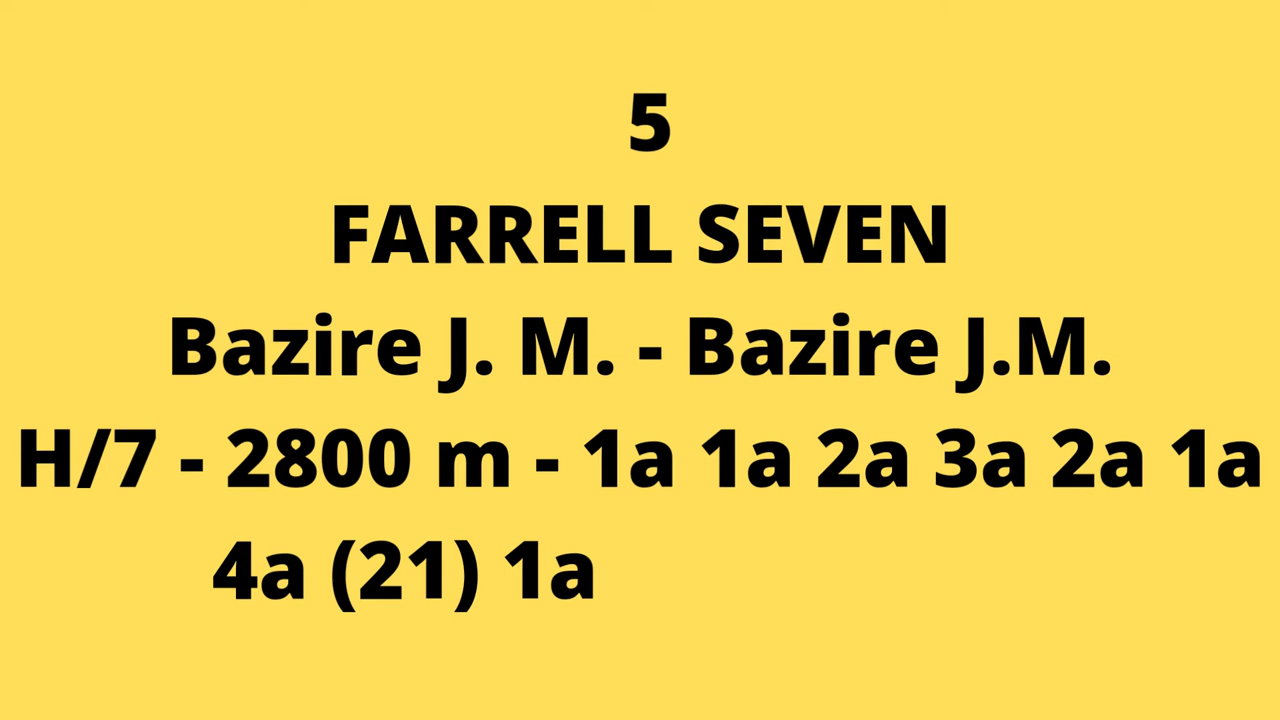 5
FARRELL SEVEN
Bazire J. M. - Bazire J.M.
H/7 - 2800 m - 1a 1a 2a 3a 2a 1a
4a (21) 1a